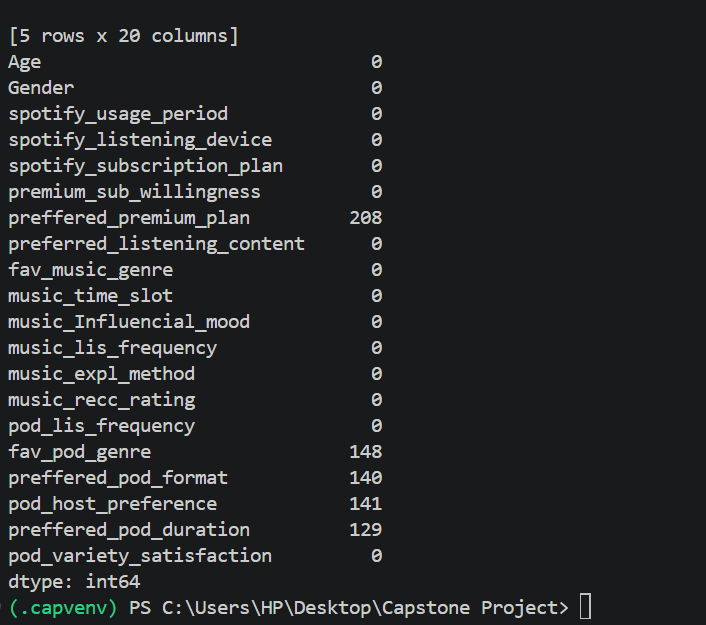 [5 rows x 20 columns]
Age 0
Gender 0
spotify_usage_period 0
spotify_listening_device 0
spotify_subscription_plan 0
premium_sub_willingness 0
preffered_premium_plan 208
preferred_listening_content 0
fav_music_genre 0
music_time_slot 0
music_Influencial_mood 0
music_lis_frequency 0
music_expl_method 0
music_recc_rating 0
pod_lis_frequency 0
fav_pod_genre 148
preffered_pod_format 140
pod_host_preference 141
preffered_pod_duration 129
pod_variety_satisfaction 0
dtype: int64
(.capvenv) PS C:\Users\HP\Desktop\Capstone Project>